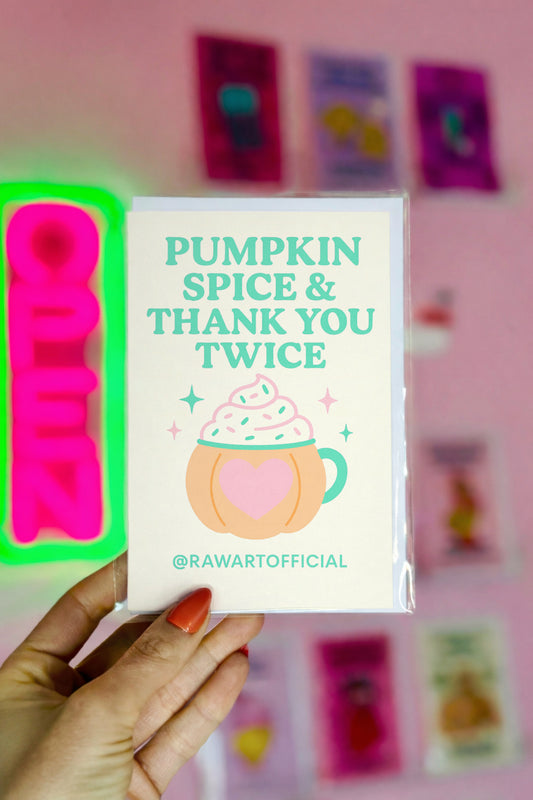 OPEN
PUMPKIN
SPICE &
THANK YOU
TWICE
@RAWARTOFFICIAL